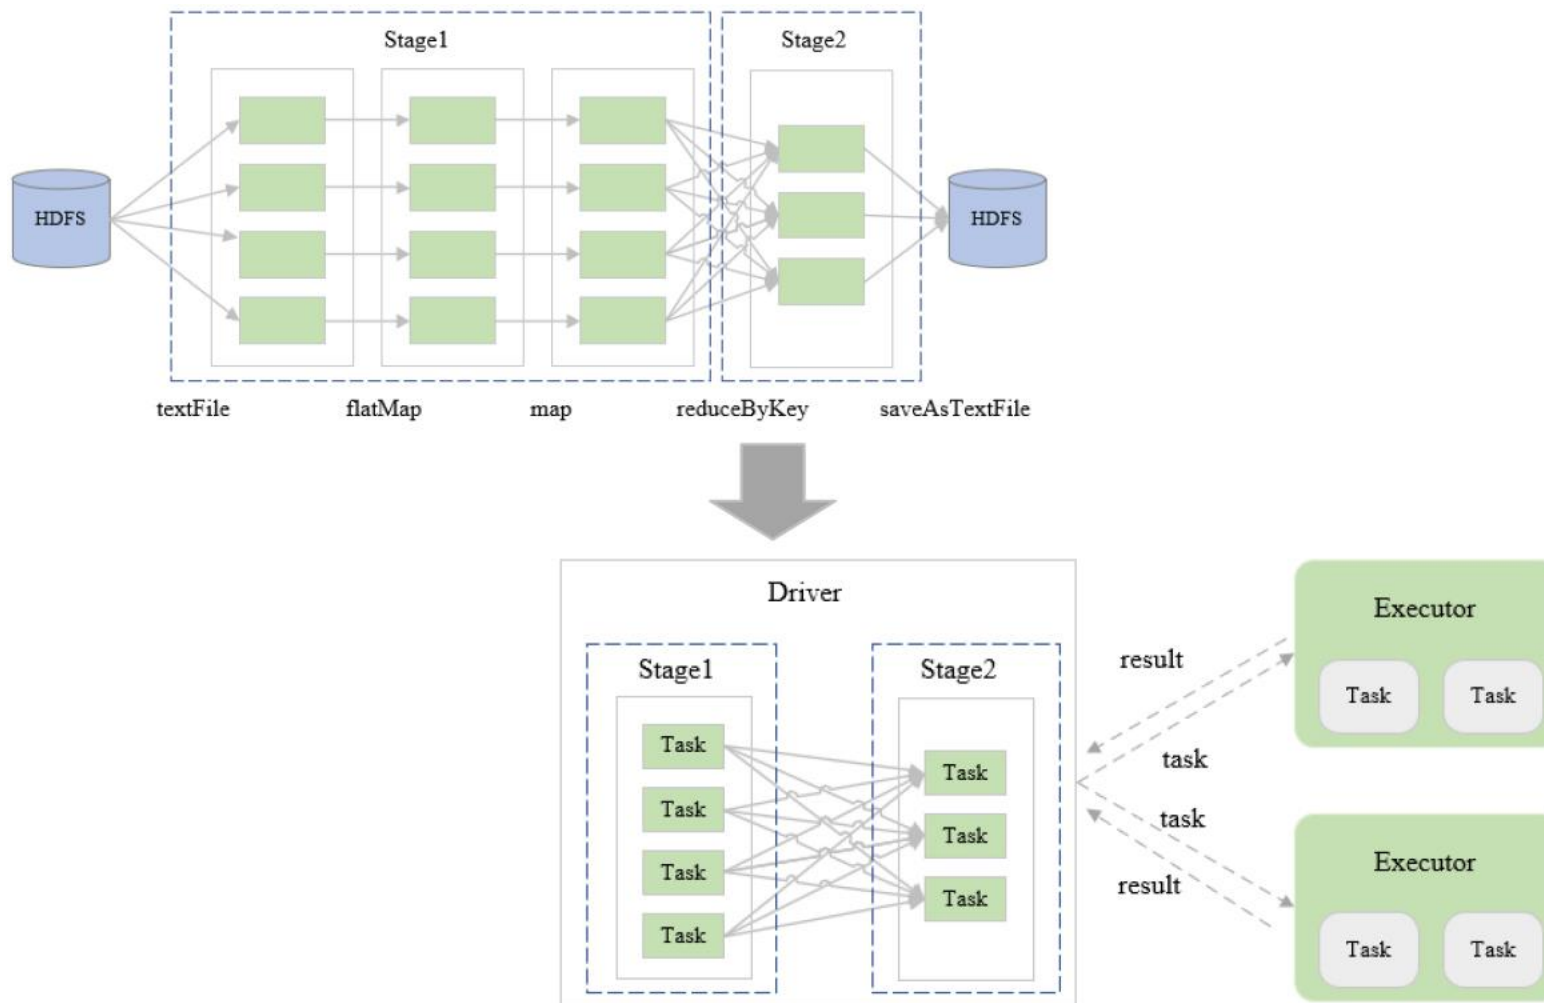 Stage1
Stage2
HDFS
HDFS
textFile
flatMap
map
reduceByKey
saveAsTextFile
Driver
Stage1
Task
Task
Task
Task
Stage2
Task
Task
Task
result
task
task
result
Executor
Task
Task
Executor
Task
Task